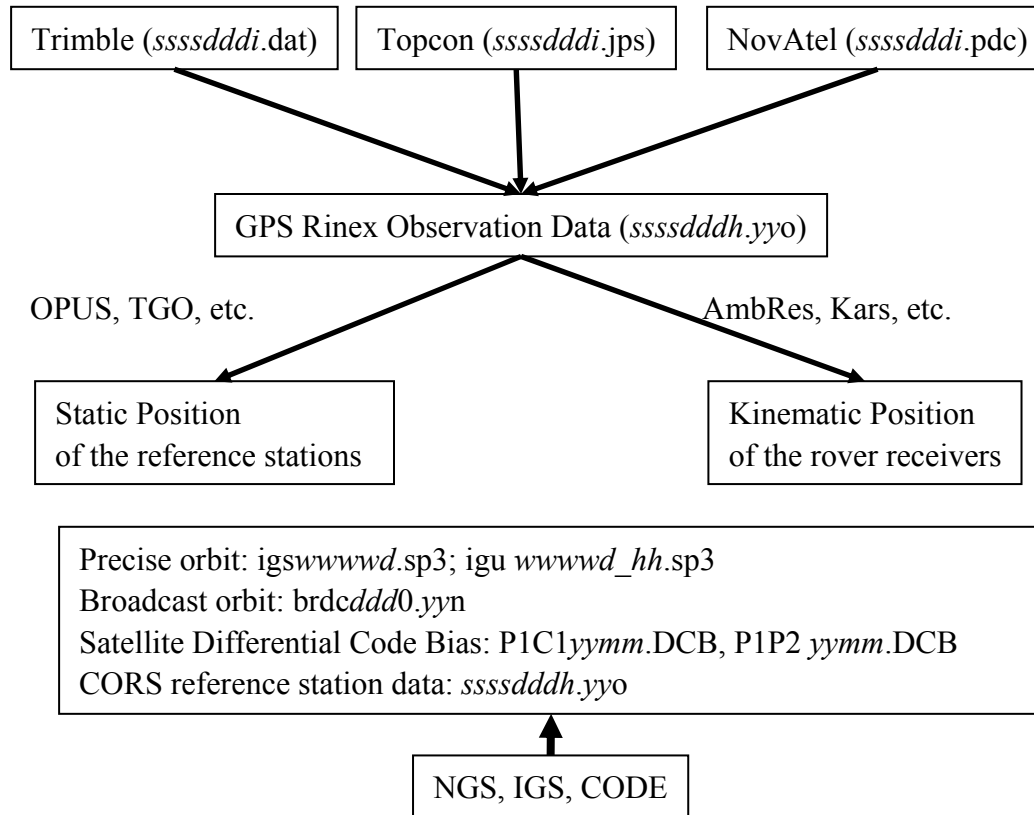 Trimble (ssssdddi.dat)
Topcon (ssssdddi.jps)
NovAtel (ssssdddi.pdc)
GPS Rinex Observation Data (ssssdddh.yyo)
OPUS, TGO, etc.
AmbRes, Kars, etc.
Static Position
of the reference stations
Kinematic Position
of the rover receivers
Precise orbit: igswwwwd.sp3; igu wwwwd_hh.sp3
Broadcast orbit: brdcddd0.yyn
Satellite Differential Code Bias: P1C1yymm.DCB, P1P2 yymm.DCB
CORS reference station data: ssssdddh.yyo
NGS, IGS, CODE